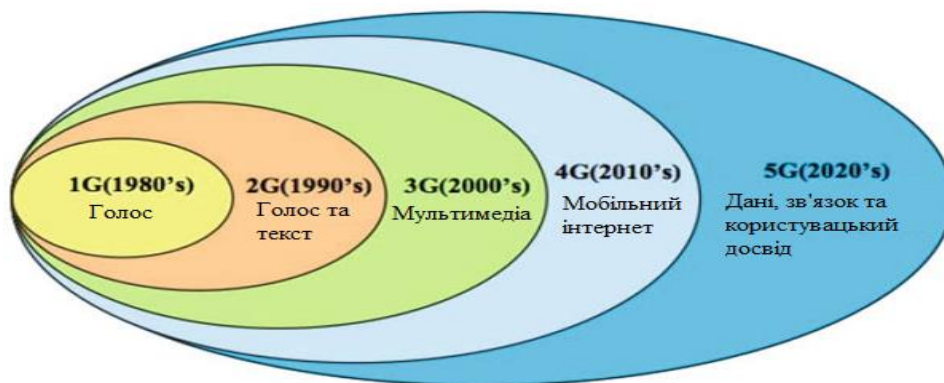 1G(1980's)
Голос
2G(1990's)
Голос та
текст
3G(2000's)
Мультимедіа
4G(2010's)
Мобільний
інтернет
5G(2020's)
Дані, зв'язок та
користувацький
досвід